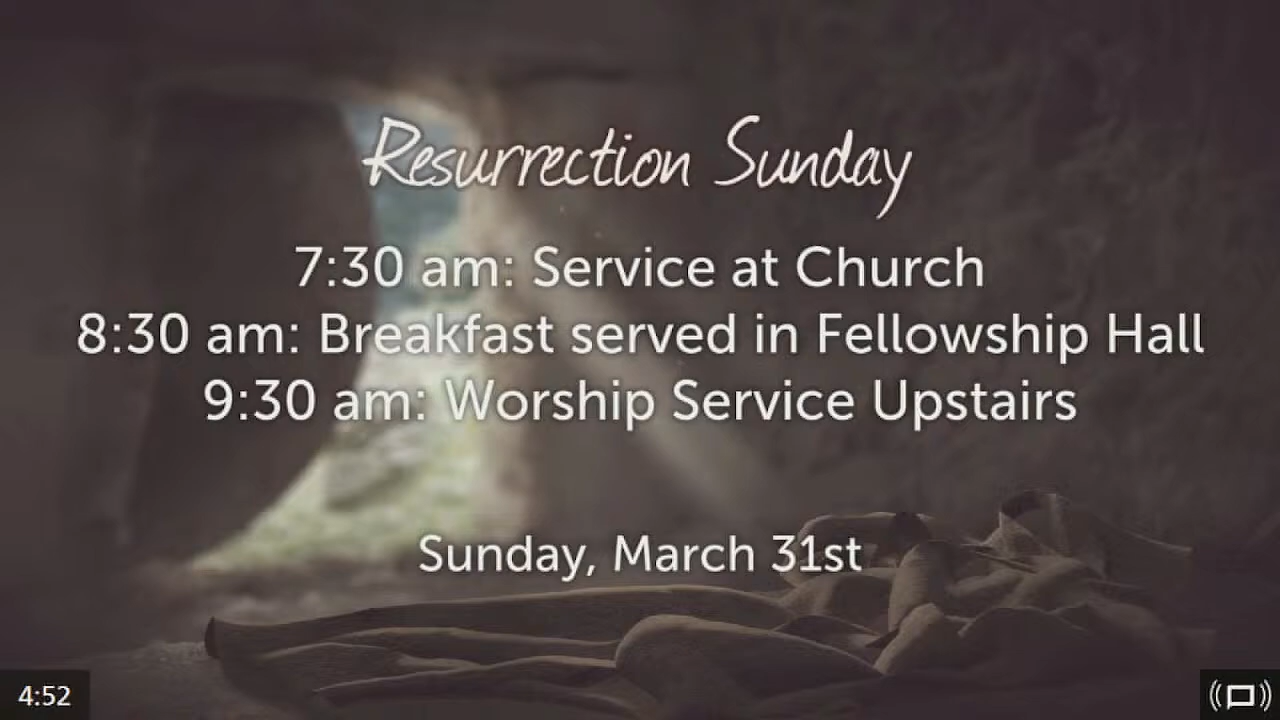 Resurrection Sunday
7:30 am: Service at Church
8:30 am: Breakfast served in Fellowship Hall
9:30 am: Worship Service Upstairs
Sunday, March 31st
4:52